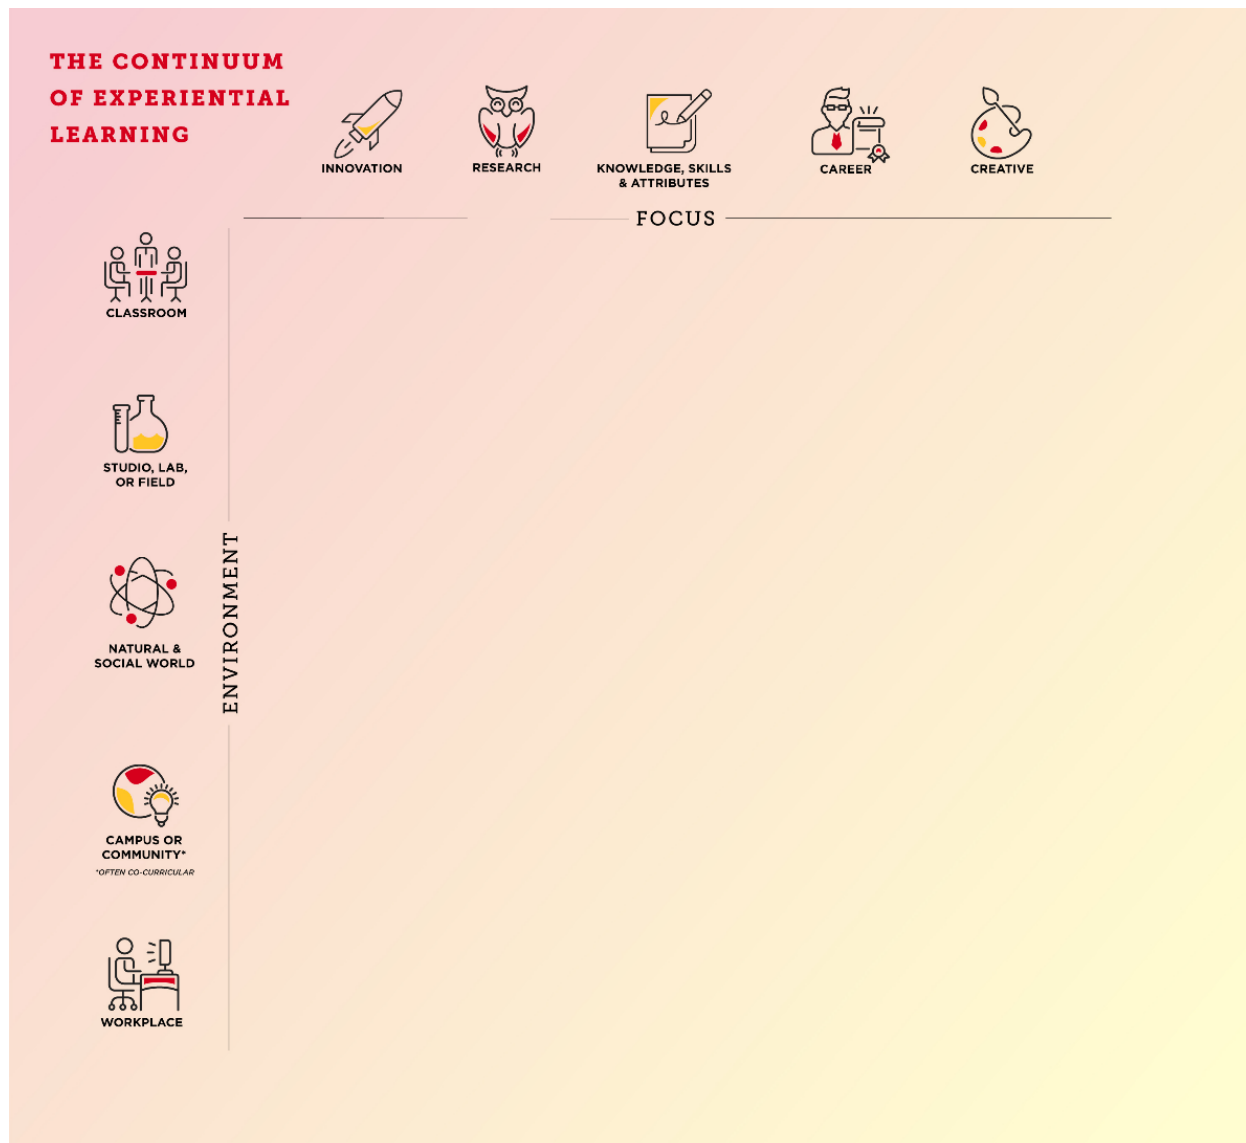 THE CONTINUUM
OF EXPERIENTIAL
LEARNING
INNOVATION
RESEARCH
KNOWLEDGE, SKILLS
& ATTRIBUTES
CAREER
CREATIVE
FOCUS
CLASSROOM
STUDIO, LAB,
OR FIELD
NATURAL &
SOCIAL WORLD
ENVIRONMENT
CAMPUS OR
COMMUNITY*
*OFTEN CO-CURRICULAR
WORKPLACE